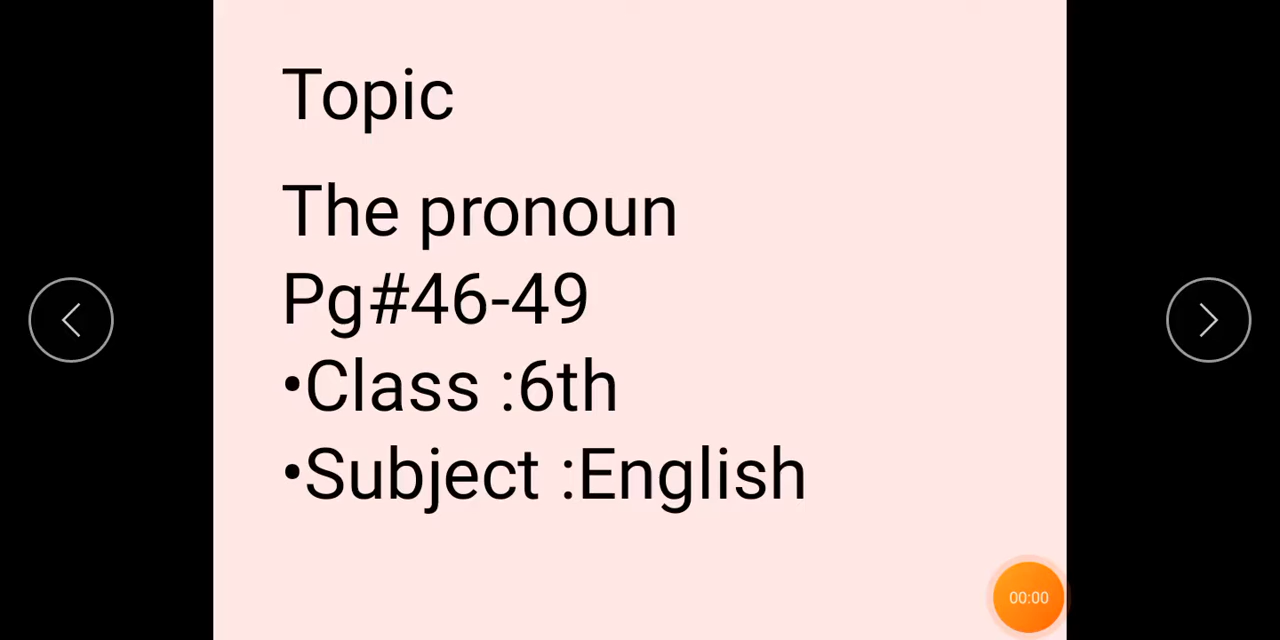 Topic
The pronoun
Pg#46-49
•Class :6th
•Subject :English
00:00